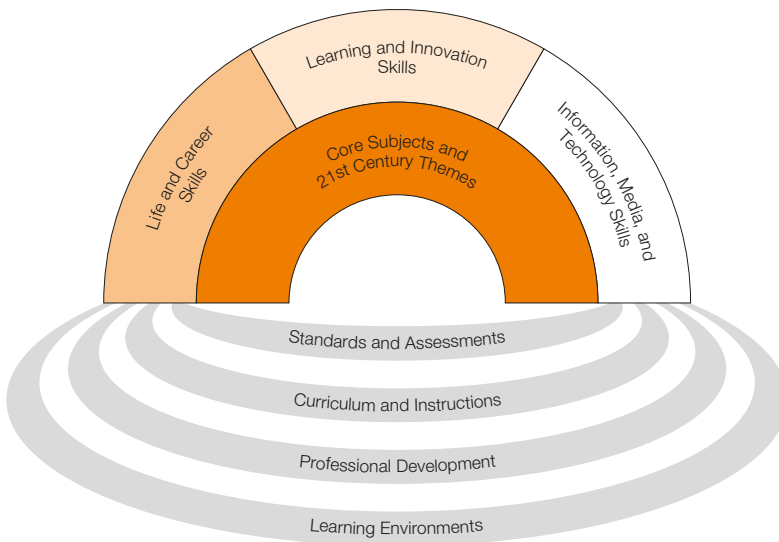 Learning and Innovation
Skills
Life and Career
Skills
Information, Media, and
Technology Skills
Core Subjects and
21st Century Themes
Standards and Assessments
Curriculum and Instructions
Professional Development
Learning Environments